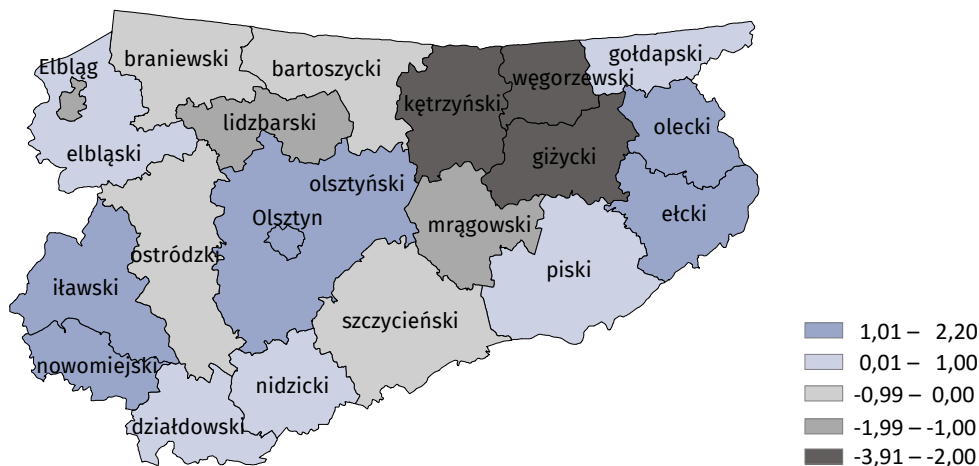 gołdapski
braniewski
Elbląg
bartoszycki
węgorzewski
kętrzyński
lidzbarski
olecki
elbląski
giżycki
olsztyński
ełcki
Olsztyn
mrągowski
ostródzki
piski
iławski
szczycieński
nowomiejski
nidzicki
działdowski
1,01 – 2,20
0,01 – 1,00
-0,99 – 0,00
-1,99 – -1,00
-3,91 – -2,00